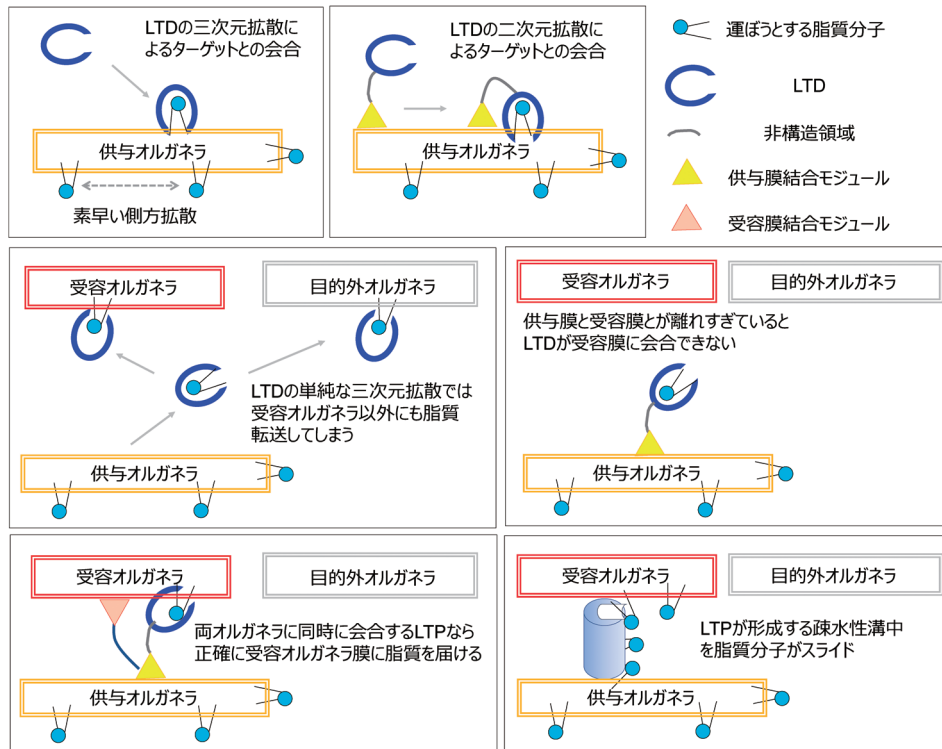 LTDの三次元拡散に
よるターゲットとの会合
供与オルガネラ
素早い側方拡散
LTDの二次元拡散に
よるターゲットとの会合
供与オルガネラ
運ぼうとする脂質分子
LTD
非構造領域
供与膜結合モジュール
受容膜結合モジュール
受容オルガネラ
目的外オルガネラ
LTDの単純な三次元拡散では
受容オルガネラ以外にも脂質
転送してしまう
供与オルガネラ
受容オルガネラ
目的外オルガネラ
供与膜と受容膜とが離れすぎていると
LTDが受容膜に会合できない
供与オルガネラ
受容オルガネラ
目的外オルガネラ
両オルガネラに同時に会合するLTPなら
正確に受容オルガネラ膜に脂質を届ける
供与オルガネラ
受容オルガネラ
目的外オルガネラ
LTPが形成する疎水性溝中
を脂質分子がスライド
供与オルガネラ